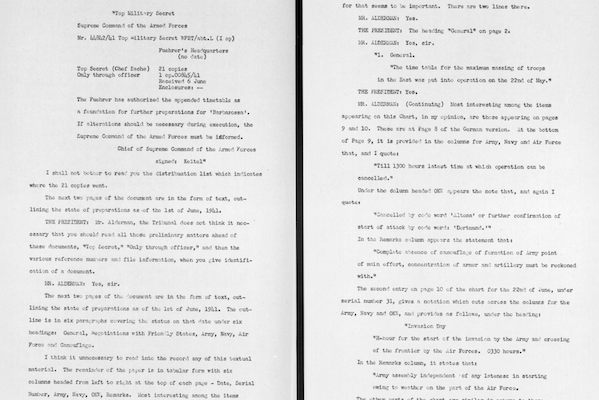 "Top Military Secret
Supreme Command of the Armed Forces
Nr. 44842/41 Top Military Secret WFST/Abt.L (I op)
Fuehrer's Headquarters
(no date)
Top Secret (Chef Sache) 21 copies
Only through officer 1 op.00845/41
Received 6 June
Enclosures: --
The Fuehrer has authorized the appended timetable as
a foundation for further preparations for 'Barbarossa'.
If alterations should be necessary during execution, the
Supreme Command of the Armed Forces must be informed.
Chief of Supreme Command of the Armed Forces
signed: Keitel"
I shall not bother to read you the distribution list which indicates
where the 21 copies went.
The next two pages of the document are in the form of text, out-
lining the state of preparations as of the 1st of June, 1941.
THE PRESIDENT: Mr. Alderman, the Tribunal does not think it nec-
essary that you should read all these preliminary matters ahead of
these documents, "Top Secret," "Only through officer," and then the
various reference numbers and file information, when you give identifi-
cation of a document.
MR. ALDERMAN: Yes, sir.
The next two pages of the document are in the form of text, out-
lining the state of preparations as of the 1st of June, 1941. The out-
line is in six paragraphs covering the status on that date under six
headings: General, Negotiations with Friendly States, Army, Navy, Air
Force and Camouflage.
I think it unnecessary to read into the record any of this textual
material. The remainder of the paper is in tabular form with six
columns headed from left to right at the top of each page - Date, Serial
Number, Army, Navy, OKW, Remarks. Most interesting among the items
for that seems to be important. There are two lines there.
MR. ALDERMAN: Yes.
THE PRESIDENT: The heading "General" on page 2.
MR. ALDERMAN: Yes, sir.
"1. General.
"The time table for the maximum massing of troops
in the East was put into operation on the 22nd of May."
THE PRESIDENT: Yes.
MR. ALDERMAN: (Continuing) Most interesting among the items
appearing on this Chart, in my opinion, are those appearing on pages
9 and 10. These are at Page 8 of the German version. At the bottom
of Page 9, it is provided in the columns for Army, Navy and Air Force
that, and I quote:
"Till 1300 hours latest time at which operation can be
cancelled."
Under the column headed OKW appears the note that, and again I
quote:
"Cancelled by code word 'Altona' or further confirmation of
start of attack by code word 'Dortmund.'"
In the Remarks column appears the statement that:
"Complete absence of camouflage of formation of Army point
of main effort, concentration of armor and artillery must be reckoned
with."
The second entry on page 10 of the chart for the 22nd of June, under
serial number 31, gives a notation which cuts across the columns for the
Army, Navy and OKW, and provides as follows, under the heading:
"Invasion Day
"H-Hour for the start of the invasion by the Army and crossing
of the frontier by the Air Forces. 0330 hours."
In the Remarks column, it states that:
"Army assembly independent of any lateness in starting
owing to weather on the part of the Air Force.
The other parts of the chart are similar in nature to those